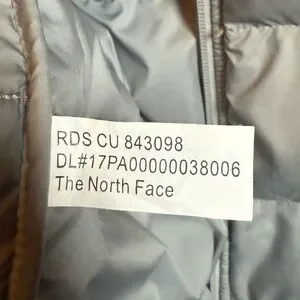 RDS CU 843098
DL#17PA00000038006
The North Face